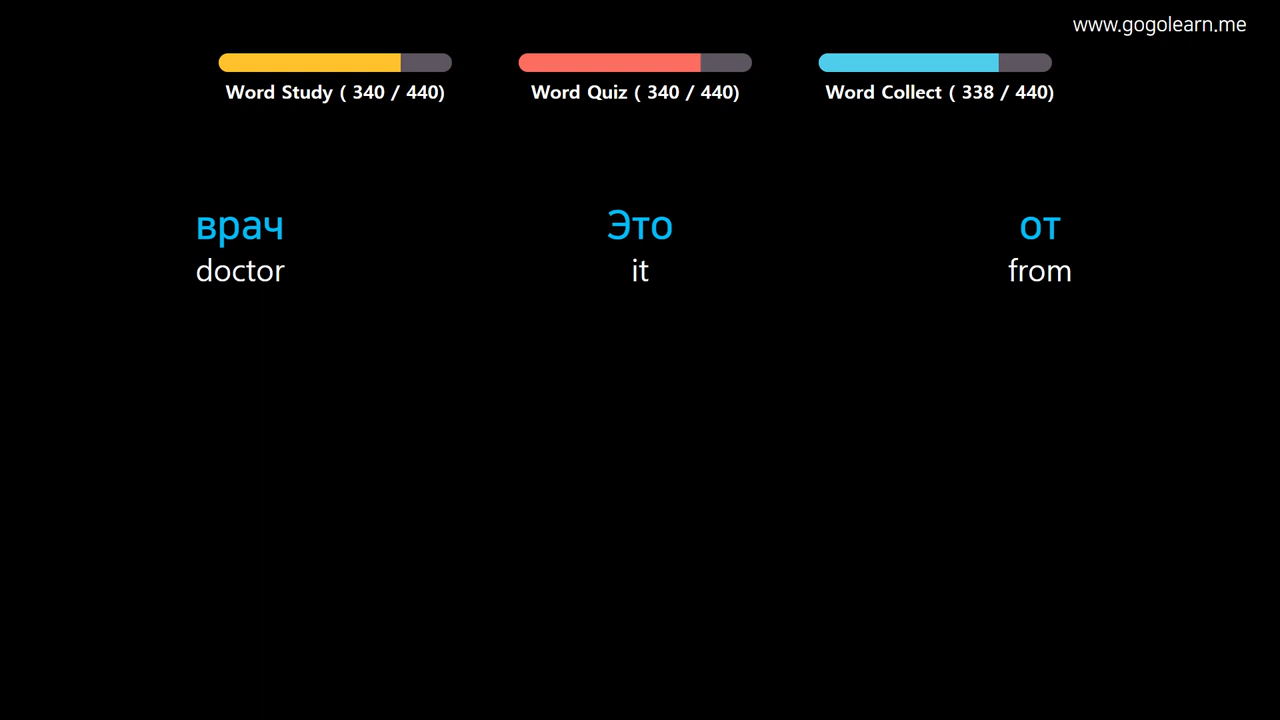 www.gogolearn.me
Word Study ( 340 / 440)
Word Quiz ( 340 / 440)
Word Collect ( 338 / 440)
врач
doctor
Это
it
от
from